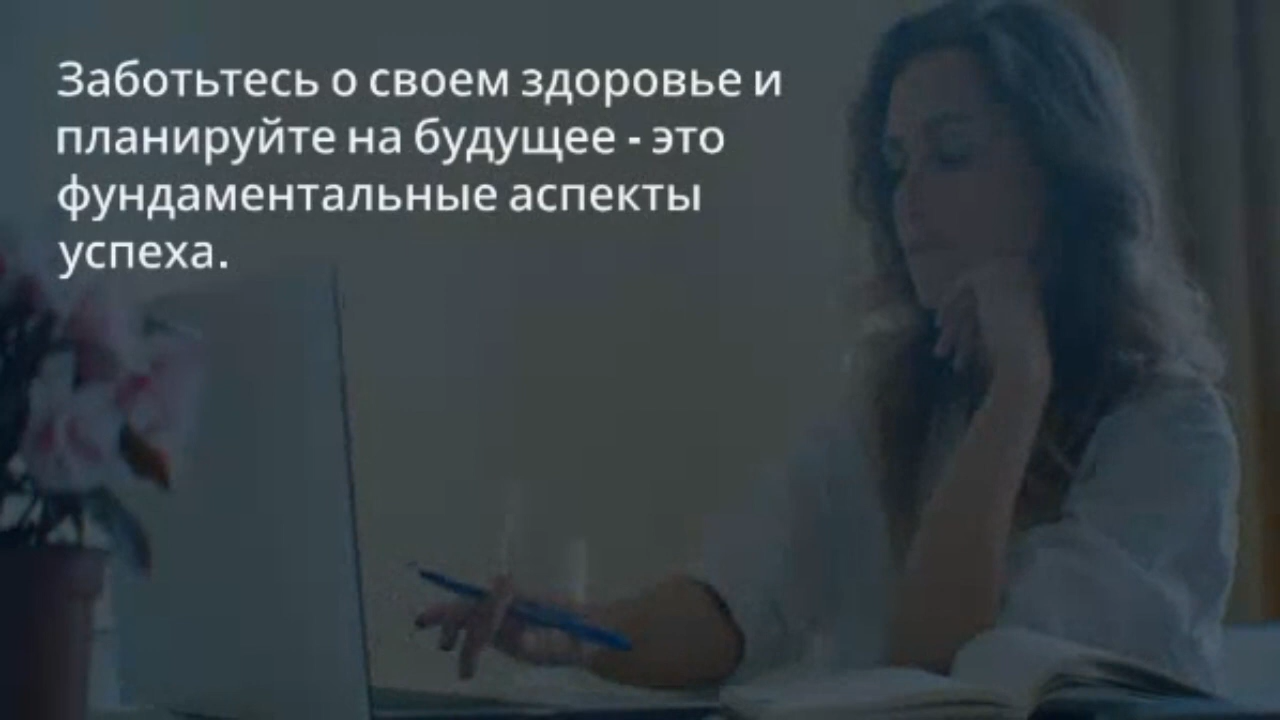 Заботьтесь о своем здоровье и
планируйте на будущее - это
фундаментальные аспекты
успеха.